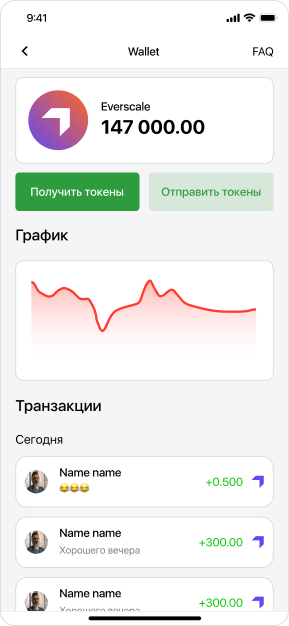 09:41
Wallet
FAQ
Everscale
147 000.00
Получить токены
Отправить токены
График
Транзакции
Сегодня
Name name
😂😂😂
+0.500
Name name
Хорошего вечера
+300.00
Name name
Хорошего вечера
+300.00